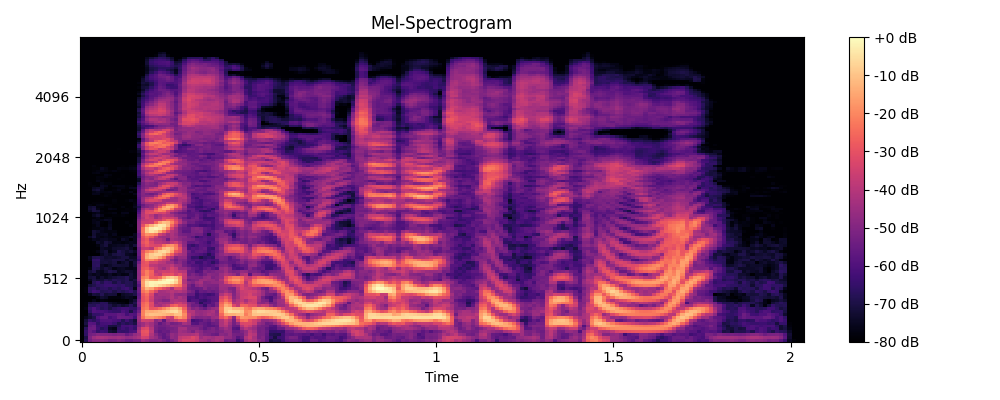 Mel-Spectrogram
+0 dB
-10 dB
-20 dB
-30 dB
-40 dB
-50 dB
-60 dB
-70 dB
-80 dB
Hz
4096
2048
1024
512
0
0
0.5
1
1.5
2
Time